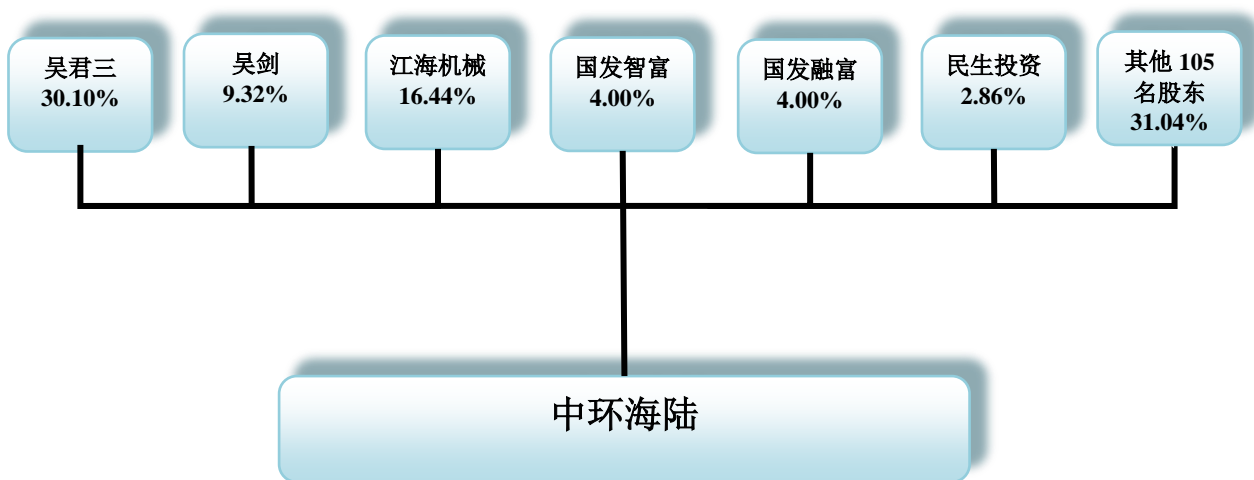 吴君三
30.10%
吴剑
9.32%
江海机械
16.44%
国发智富
4.00%
国发融富
4.00%
民生投资
2.86%
其他 105
名股东
31.04%
中环海陆